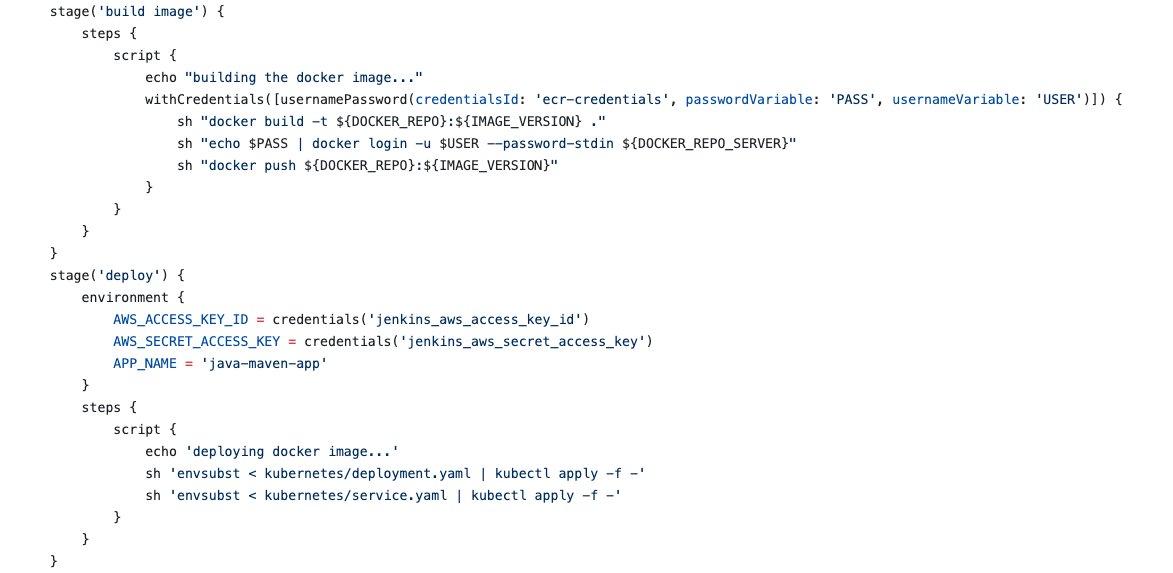 stage('build image') {
    steps {
        script {
            echo "building the docker image..."
            withCredentials([usernamePassword(credentialsId: 'ecr-credentials', passwordVariable: 'PASS', usernameVariable: 'USER')]) {
                sh "docker build -t ${DOCKER_REPO}:${IMAGE_VERSION} ."
                sh "echo $PASS | docker login -u $USER --password-stdin ${DOCKER_REPO_SERVER}"
                sh "docker push ${DOCKER_REPO}:${IMAGE_VERSION}"
            }
        }
    }
}
stage('deploy') {
    environment {
        AWS_ACCESS_KEY_ID = credentials('jenkins_aws_access_key_id')
        AWS_SECRET_ACCESS_KEY = credentials('jenkins_aws_secret_access_key')
        APP_NAME = 'java-maven-app'
    }
    steps {
        script {
            echo 'deploying docker image...'
            sh 'envsubst < kubernetes/deployment.yaml | kubectl apply -f -'
            sh 'envsubst < kubernetes/service.yaml | kubectl apply -f -'
        }
    }
}